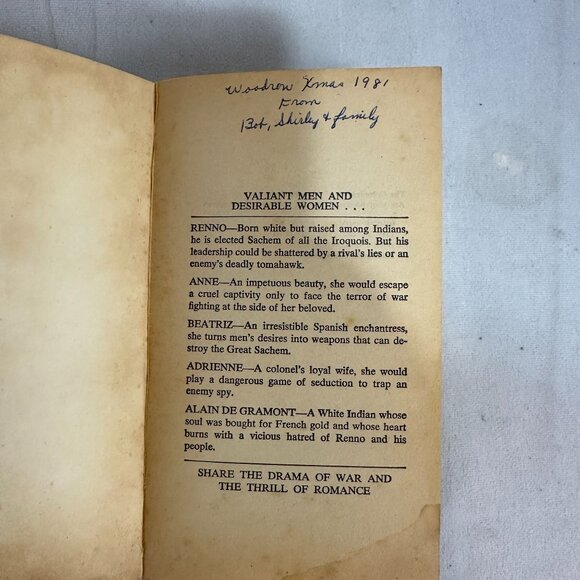 Woodrow Xmas 1981
From
Bob, Shirley & family
VALIANT MEN AND
DESIRABLE WOMEN . . .
RENNO—Born white but raised among Indians,
he is elected Sachem of all the Iroquois. But his
leadership could be shattered by a rival's lies or an
enemy's deadly tomahawk.
ANNE—An impetuous beauty, she would escape
a cruel captivity only to face the terror of war
fighting at the side of her beloved.
BEATRIZ—An irresistible Spanish enchantress,
she turns men's desires into weapons that can de-
stroy the Great Sachem.
ADRIENNE—A colonel's loyal wife, she would
play a dangerous game of seduction to trap an
enemy spy.
ALAIN DE GRAMONT—A White Indian whose
soul was bought for French gold and whose heart
burns with a vicious hatred of Renno and his
people.
SHARE THE DRAMA OF WAR AND
THE THRILL OF ROMANCE